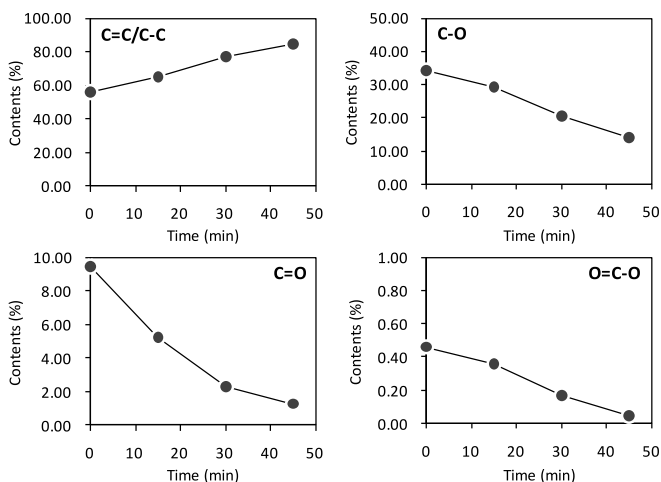 C=C/C-C
Contents (%)
100.00
80.00
60.00
40.00
20.00
0.00
0 10 20 30 40 50
Time (min)
C-O
Contents (%)
50.00
40.00
30.00
20.00
10.00
0.00
0 10 20 30 40 50
Time (min)
C=O
Contents (%)
10.00
8.00
6.00
4.00
2.00
0.00
0 10 20 30 40 50
Time (min)
O=C-O
Contents (%)
1.00
0.80
0.60
0.40
0.20
0.00
0 10 20 30 40 50
Time (min)